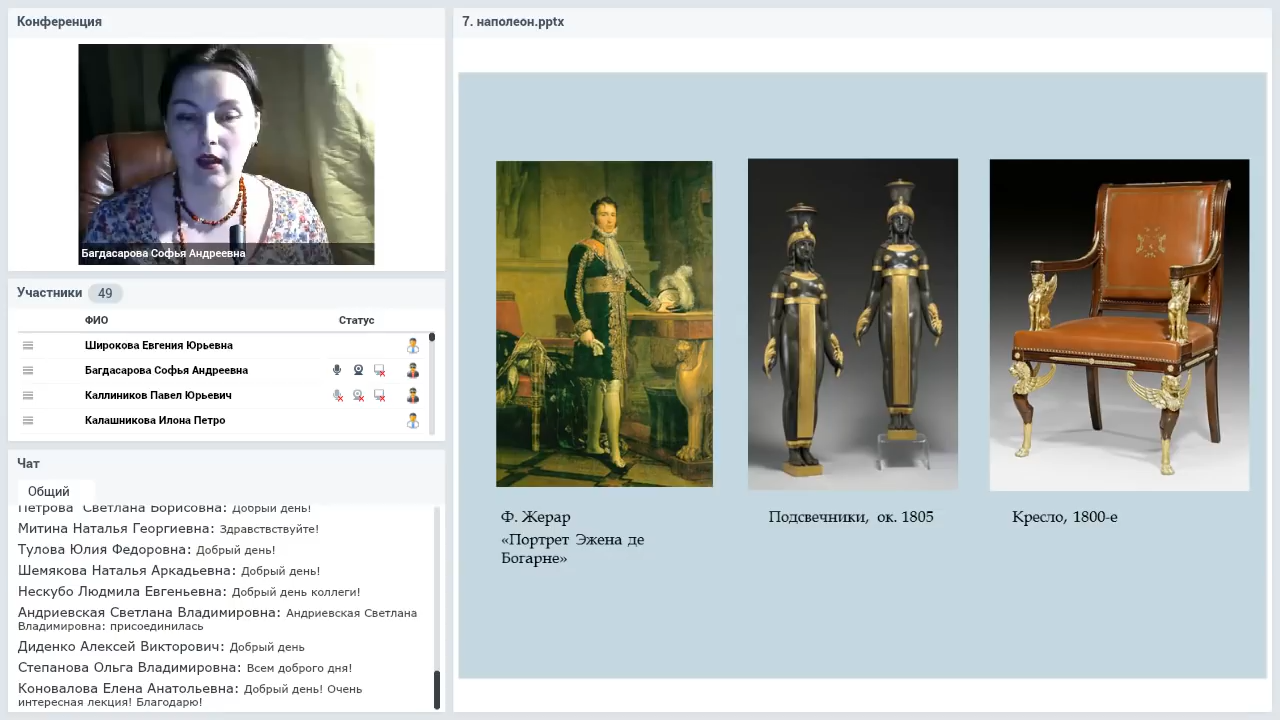 Конференция
Багдасарова Софья Андреевна
Участники 49
ФИО Статус
Широкова Евгения Юрьевна
Багдасарова Софья Андреевна
Каллиников Павел Юрьевич
Калашникова Илона Петро
Чат
Общий
Петрова Светлана Борисовна: Добрый день!
Митина Наталья Георгиевна: Здравствуйте!
Тулова Юлия Федоровна: Добрый день!
Шемякова Наталья Аркадьевна: Добрый день!
Нескубо Людмила Евгеньевна: Добрый день коллеги!
Андриевская Светлана Владимировна: Андриевская Светлана
Владимировна: присоединилась
Диденко Алексей Викторович: Добрый день
Степанова Ольга Владимировна: Всем доброго дня!
Коновалова Елена Анатольевна: Добрый день! Очень
интересная лекция! Благодарю!
7. наполеон.pptx
Ф. Жерар
«Портрет Эжена де
Богарне»
Подсвечники, ок. 1805
Кресло, 1800-е